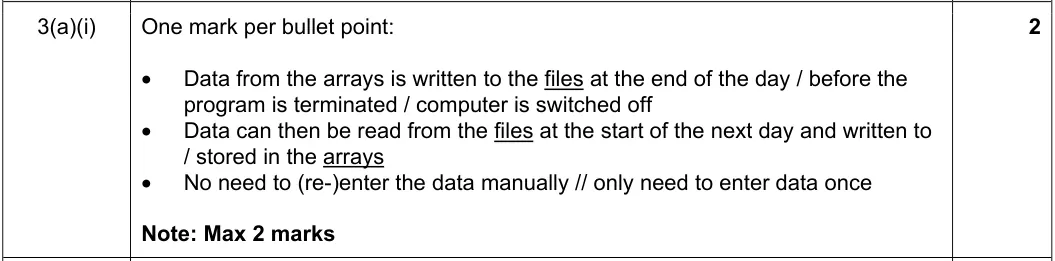 3(a)(i) One mark per bullet point: 2
• Data from the arrays is written to the files at the end of the day / before the
program is terminated / computer is switched off
• Data can then be read from the files at the start of the next day and written to
/ stored in the arrays
• No need to (re-)enter the data manually // only need to enter data once
Note: Max 2 marks